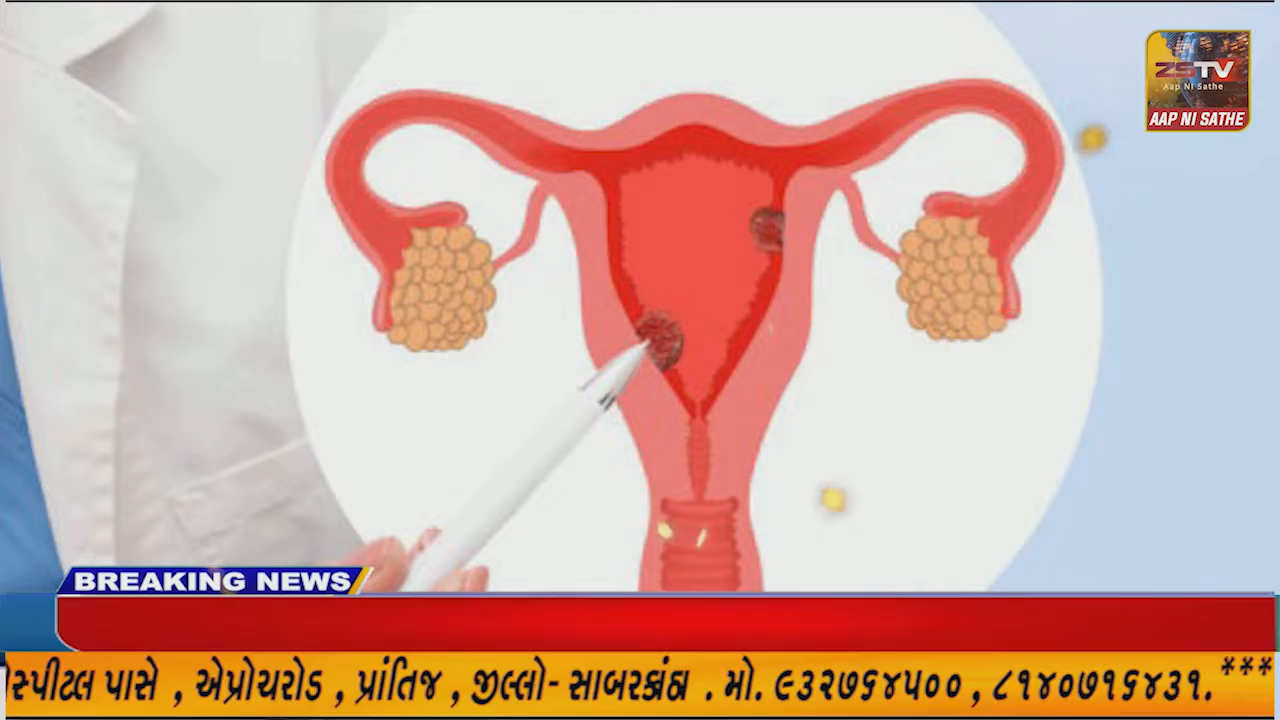 ZSTV
Aap Ni Sathe
AAP NI SATHE
BREAKING NEWS
સ્પીટલ પાસે , એપ્રોચરોડ , પ્રાંતિજ , જીલ્લો- સાબરકાંઠા . મો. ૯૩૨૭૬૪૫૦૦ , ૮૧૪૦૭૧૬૪૩૧. ***